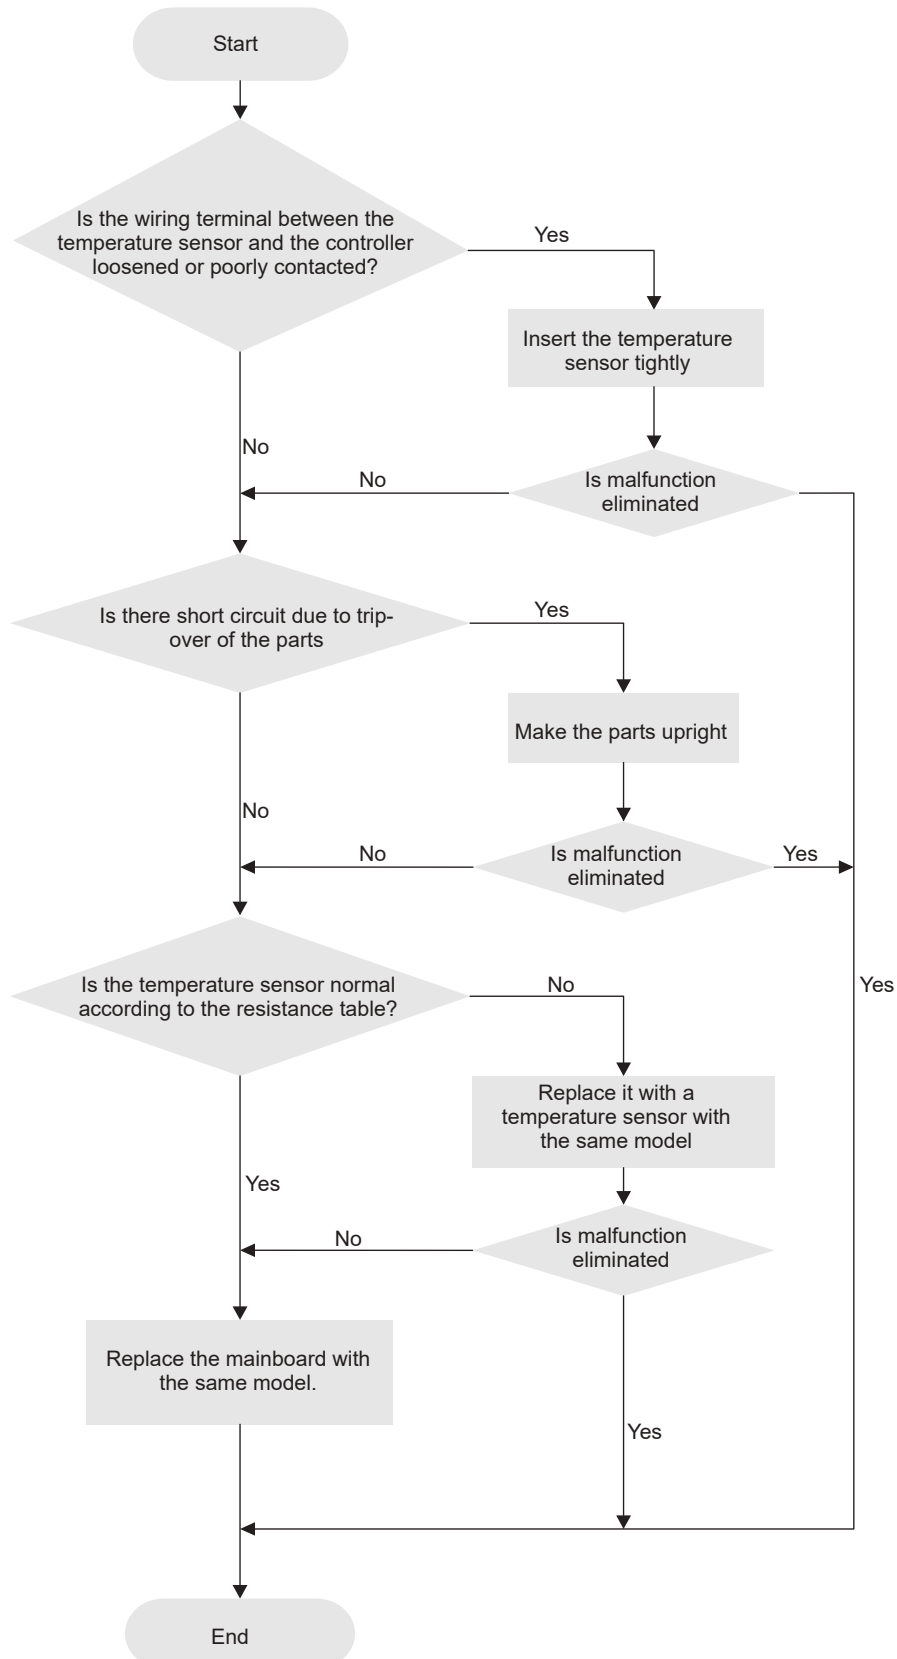 Start
Is the wiring terminal between the
temperature sensor and the controller
loosened or poorly contacted?
Yes
Insert the temperature
sensor tightly
No
No
Is malfunction
eliminated
Is there short circuit due to trip-
over of the parts
Yes
Make the parts upright
No
No
Is malfunction
eliminated
Yes
Is the temperature sensor normal
according to the resistance table?
No
Yes
Replace it with a
temperature sensor with
the same model
Yes
No
Is malfunction
eliminated
Replace the mainboard with
the same model.
Yes
End